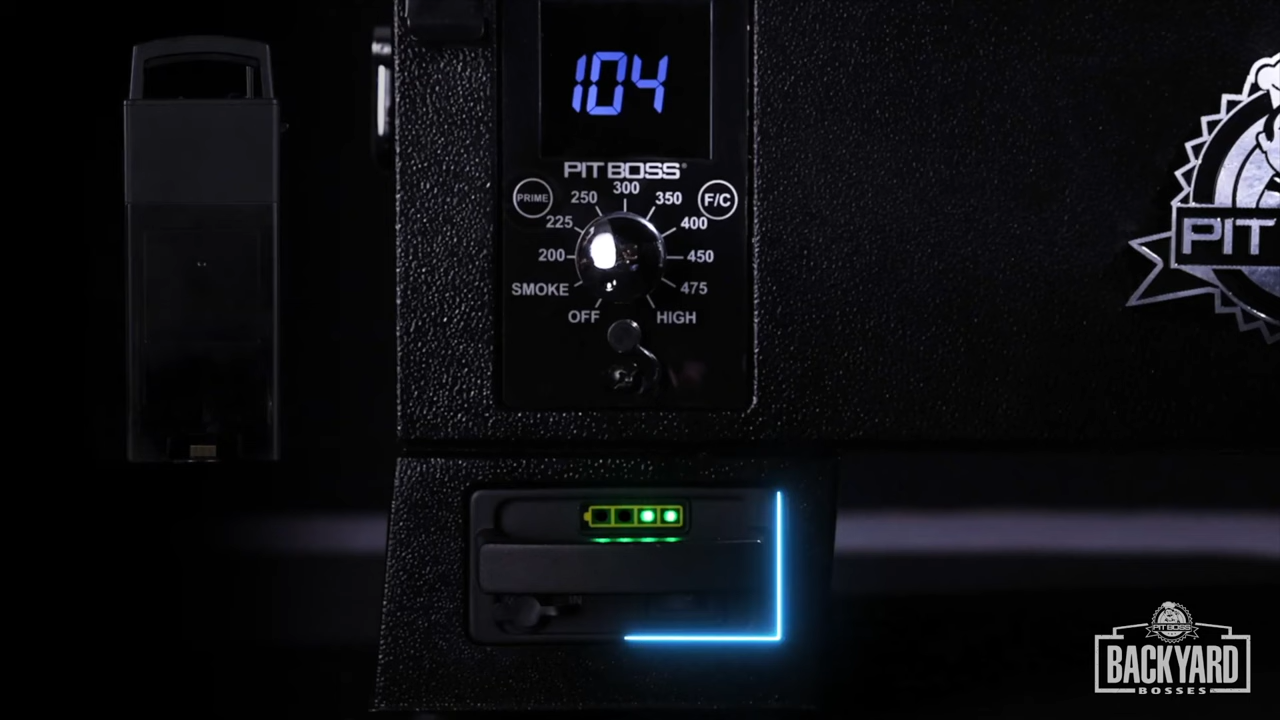 104
PIT BOSS®
PRIME
250
300
350
F/C
225
400
200
450
SMOKE
475
OFF
HIGH
PIT
IN
PIT BOSS
BACKYARD
BOSSES